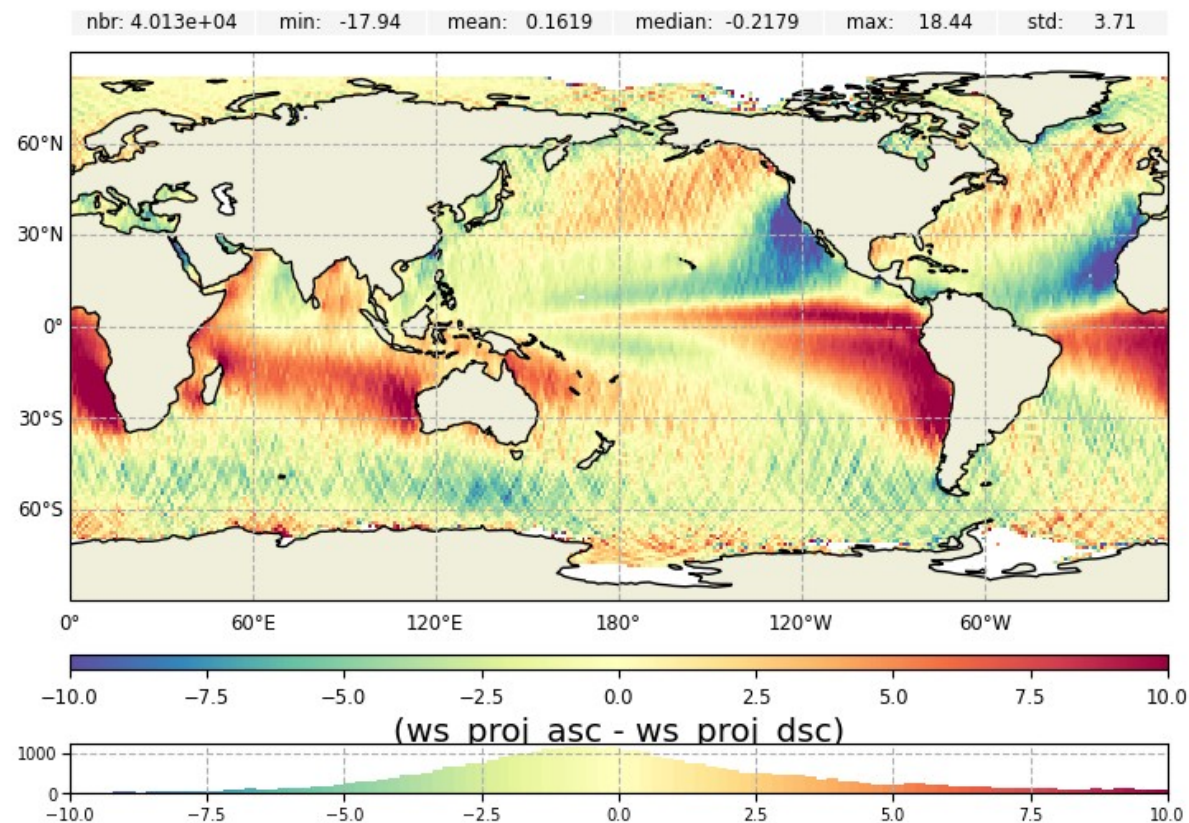 nbr: 4.013e+04 min: -17.94 mean: 0.1619 median: -0.2179 max: 18.44 std: 3.71
60°N
30°N
0°
30°S
60°S
0° 60°E 120°E 180° 120°W 60°W
−10.0 −7.5 −5.0 −2.5 0.0 2.5 5.0 7.5 10.0
(ws_proj_asc - ws_proj_dsc)
1000
0
−10.0 −7.5 −5.0 −2.5 0.0 2.5 5.0 7.5 10.0